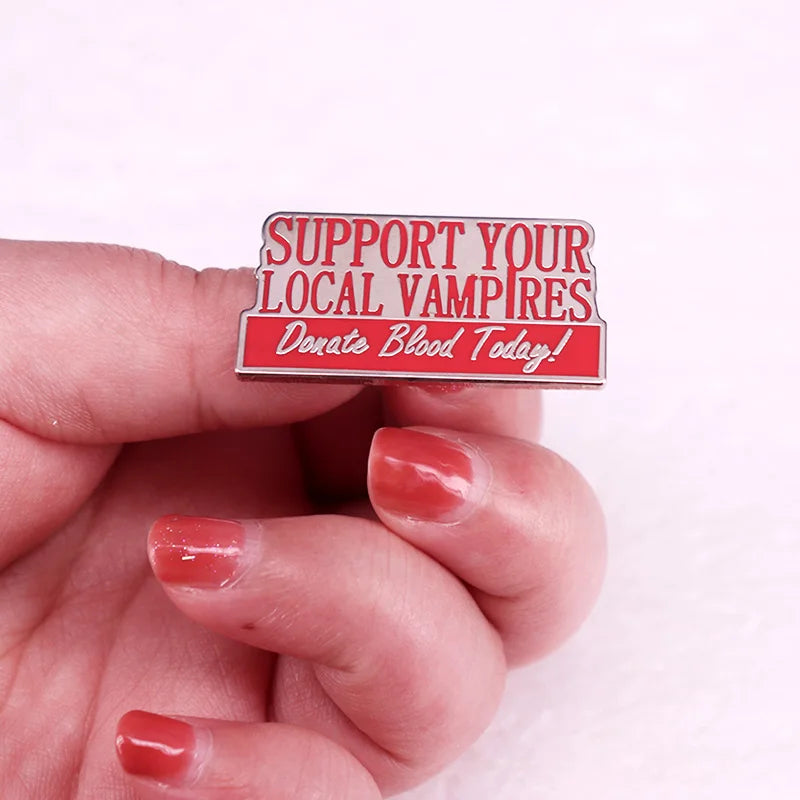 SUPPORT YOUR
LOCAL VAMPIRES
Donate Blood Today!